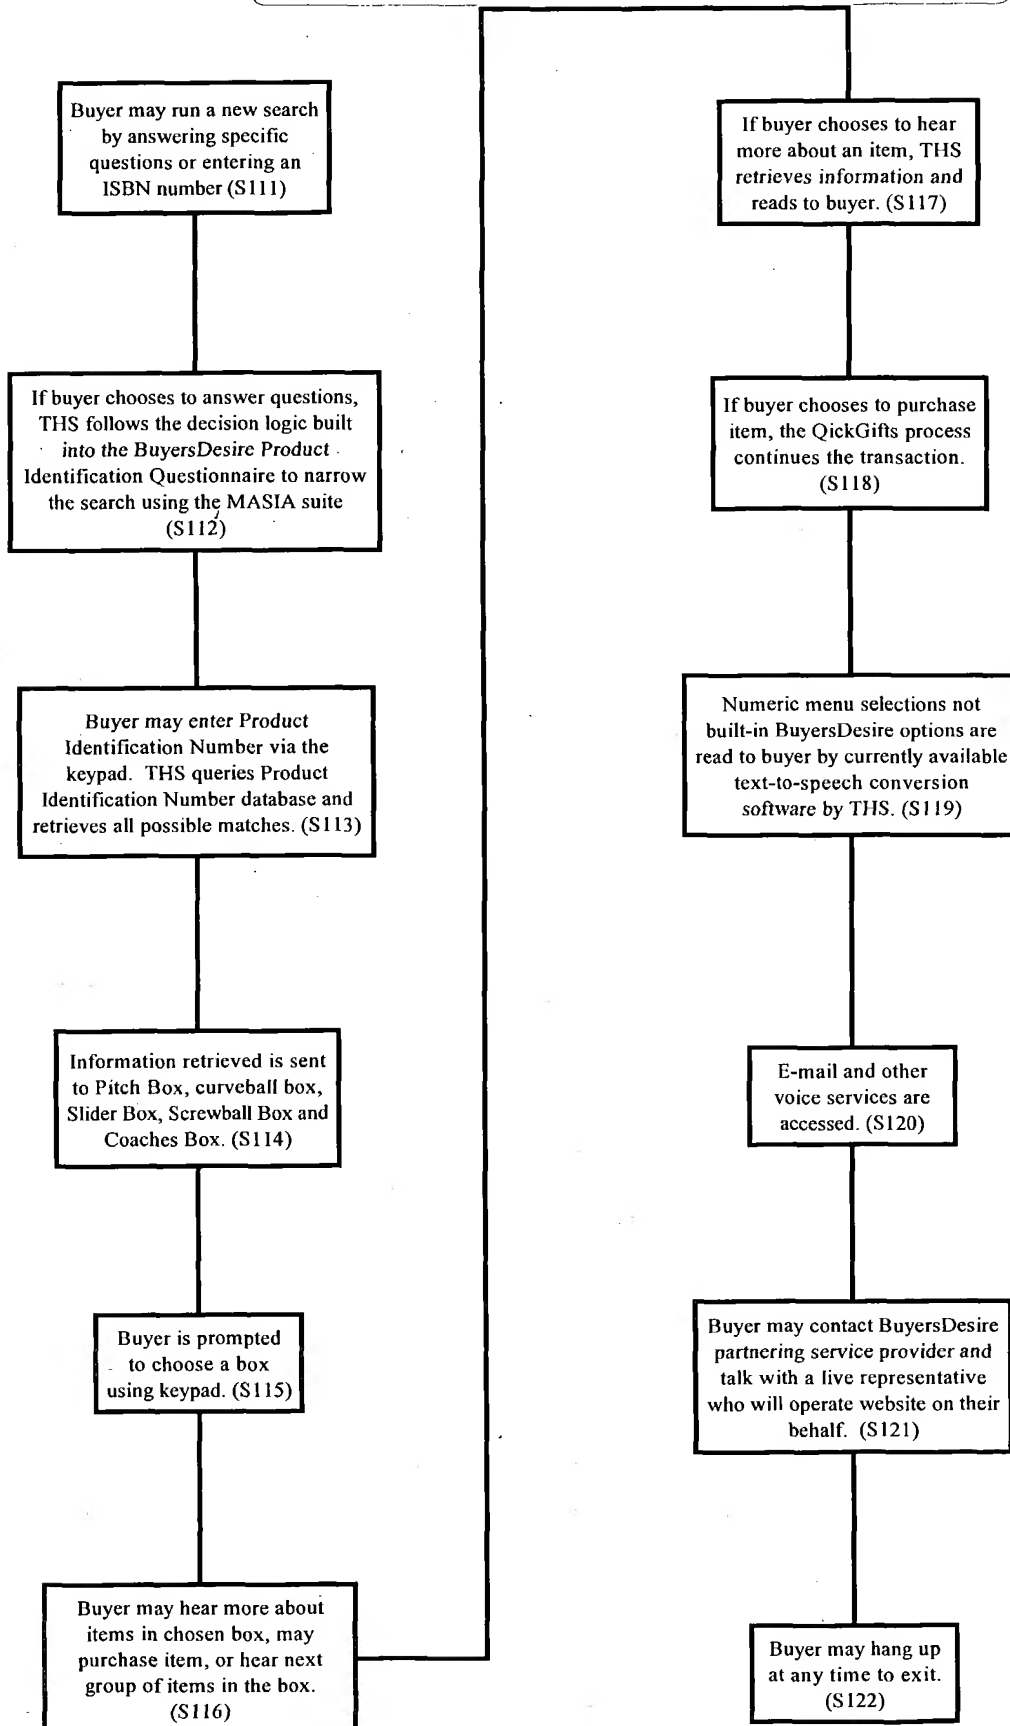 Buyer may run a new search
by answering specific
questions or entering an
ISBN number (S111)
If buyer chooses to answer questions,
THS follows the decision logic built
into the BuyersDesire Product
Identification Questionnaire to narrow
the search using the MASIA suite
(S112)
Buyer may enter Product
Identification Number via the
keypad. THS queries Product
Identification Number database and
retrieves all possible matches. (S113)
Information retrieved is sent
to Pitch Box, curveball box,
Slider Box, Screwball Box and
Coaches Box. (S114)
Buyer is prompted
to choose a box
using keypad. (S115)
Buyer may hear more about
items in chosen box, may
purchase item, or hear next
group of items in the box.
(S116)
If buyer chooses to hear
more about an item, THS
retrieves information and
reads to buyer. (S117)
If buyer chooses to purchase
item, the QickGifts process
continues the transaction.
(S118)
Numeric menu selections not
built-in BuyersDesire options are
read to buyer by currently available
text-to-speech conversion
software by THS. (S119)
E-mail and other
voice services are
accessed. (S120)
Buyer may contact BuyersDesire
partnering service provider and
talk with a live representative
who will operate website on their
behalf. (S121)
Buyer may hang up
at any time to exit.
(S122)